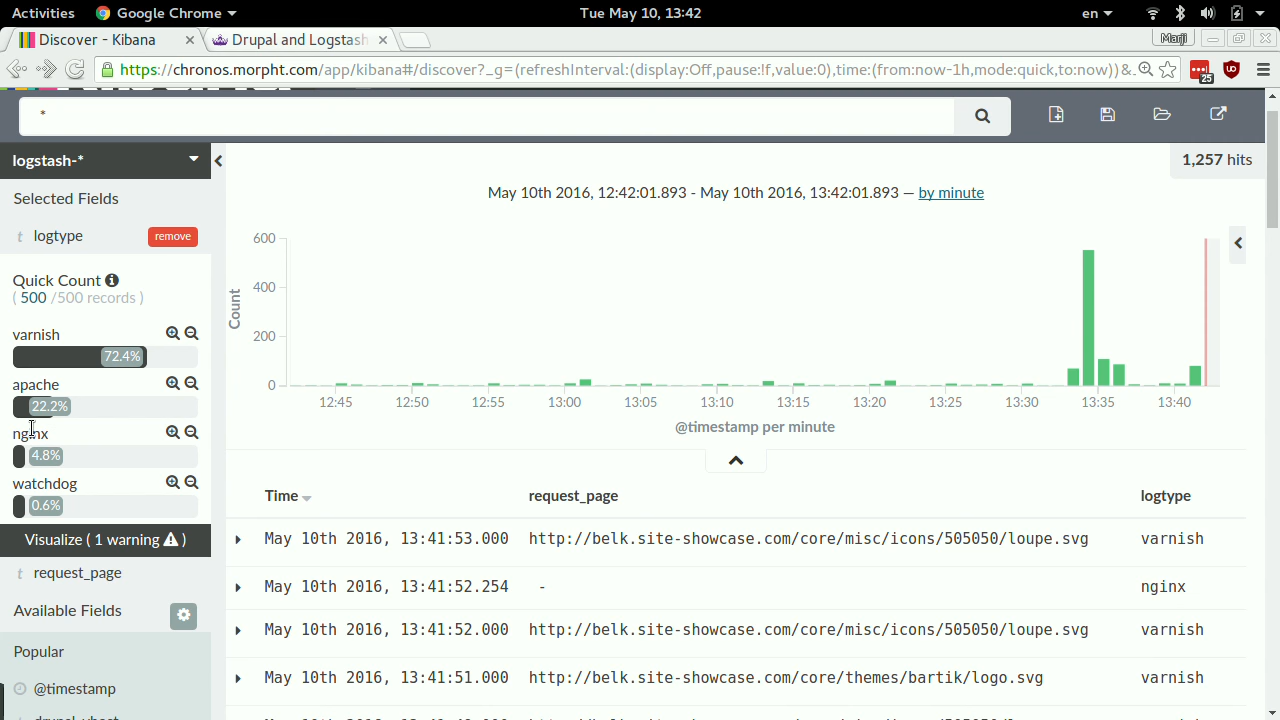 Activities Google Chrome Tue May 10, 13:42 en
Discover - Kibana × Drupal and Logstash × Marji
https://chronos.morpht.com/app/kibana#/discover?_g=(refreshInterval:(display:Off,pause:!f,value:0),time:(from:now-1h,mode:quick,to:now))&. 25
*
logstash-*
1,257 hits
Selected Fields
May 10th 2016, 12:42:01.893 - May 10th 2016, 13:42:01.893 — by minute
t logtype remove
Quick Count
( 500 /500 records )
varnish
72.4%
apache
22.2%
nginx
4.8%
watchdog
0.6%
Visualize ( 1 warning )
t request_page
Available Fields
Popular
@timestamp
Count
600
400
200
0
12:45 12:50 12:55 13:00 13:05 13:10 13:15 13:20 13:25 13:30 13:35 13:40
@timestamp per minute
Time request_page logtype
May 10th 2016, 13:41:53.000 http://belk.site-showcase.com/core/misc/icons/505050/loupe.svg varnish
May 10th 2016, 13:41:52.254 - nginx
May 10th 2016, 13:41:52.000 http://belk.site-showcase.com/core/misc/icons/505050/loupe.svg varnish
May 10th 2016, 13:41:51.000 http://belk.site-showcase.com/core/themes/bartik/logo.svg varnish